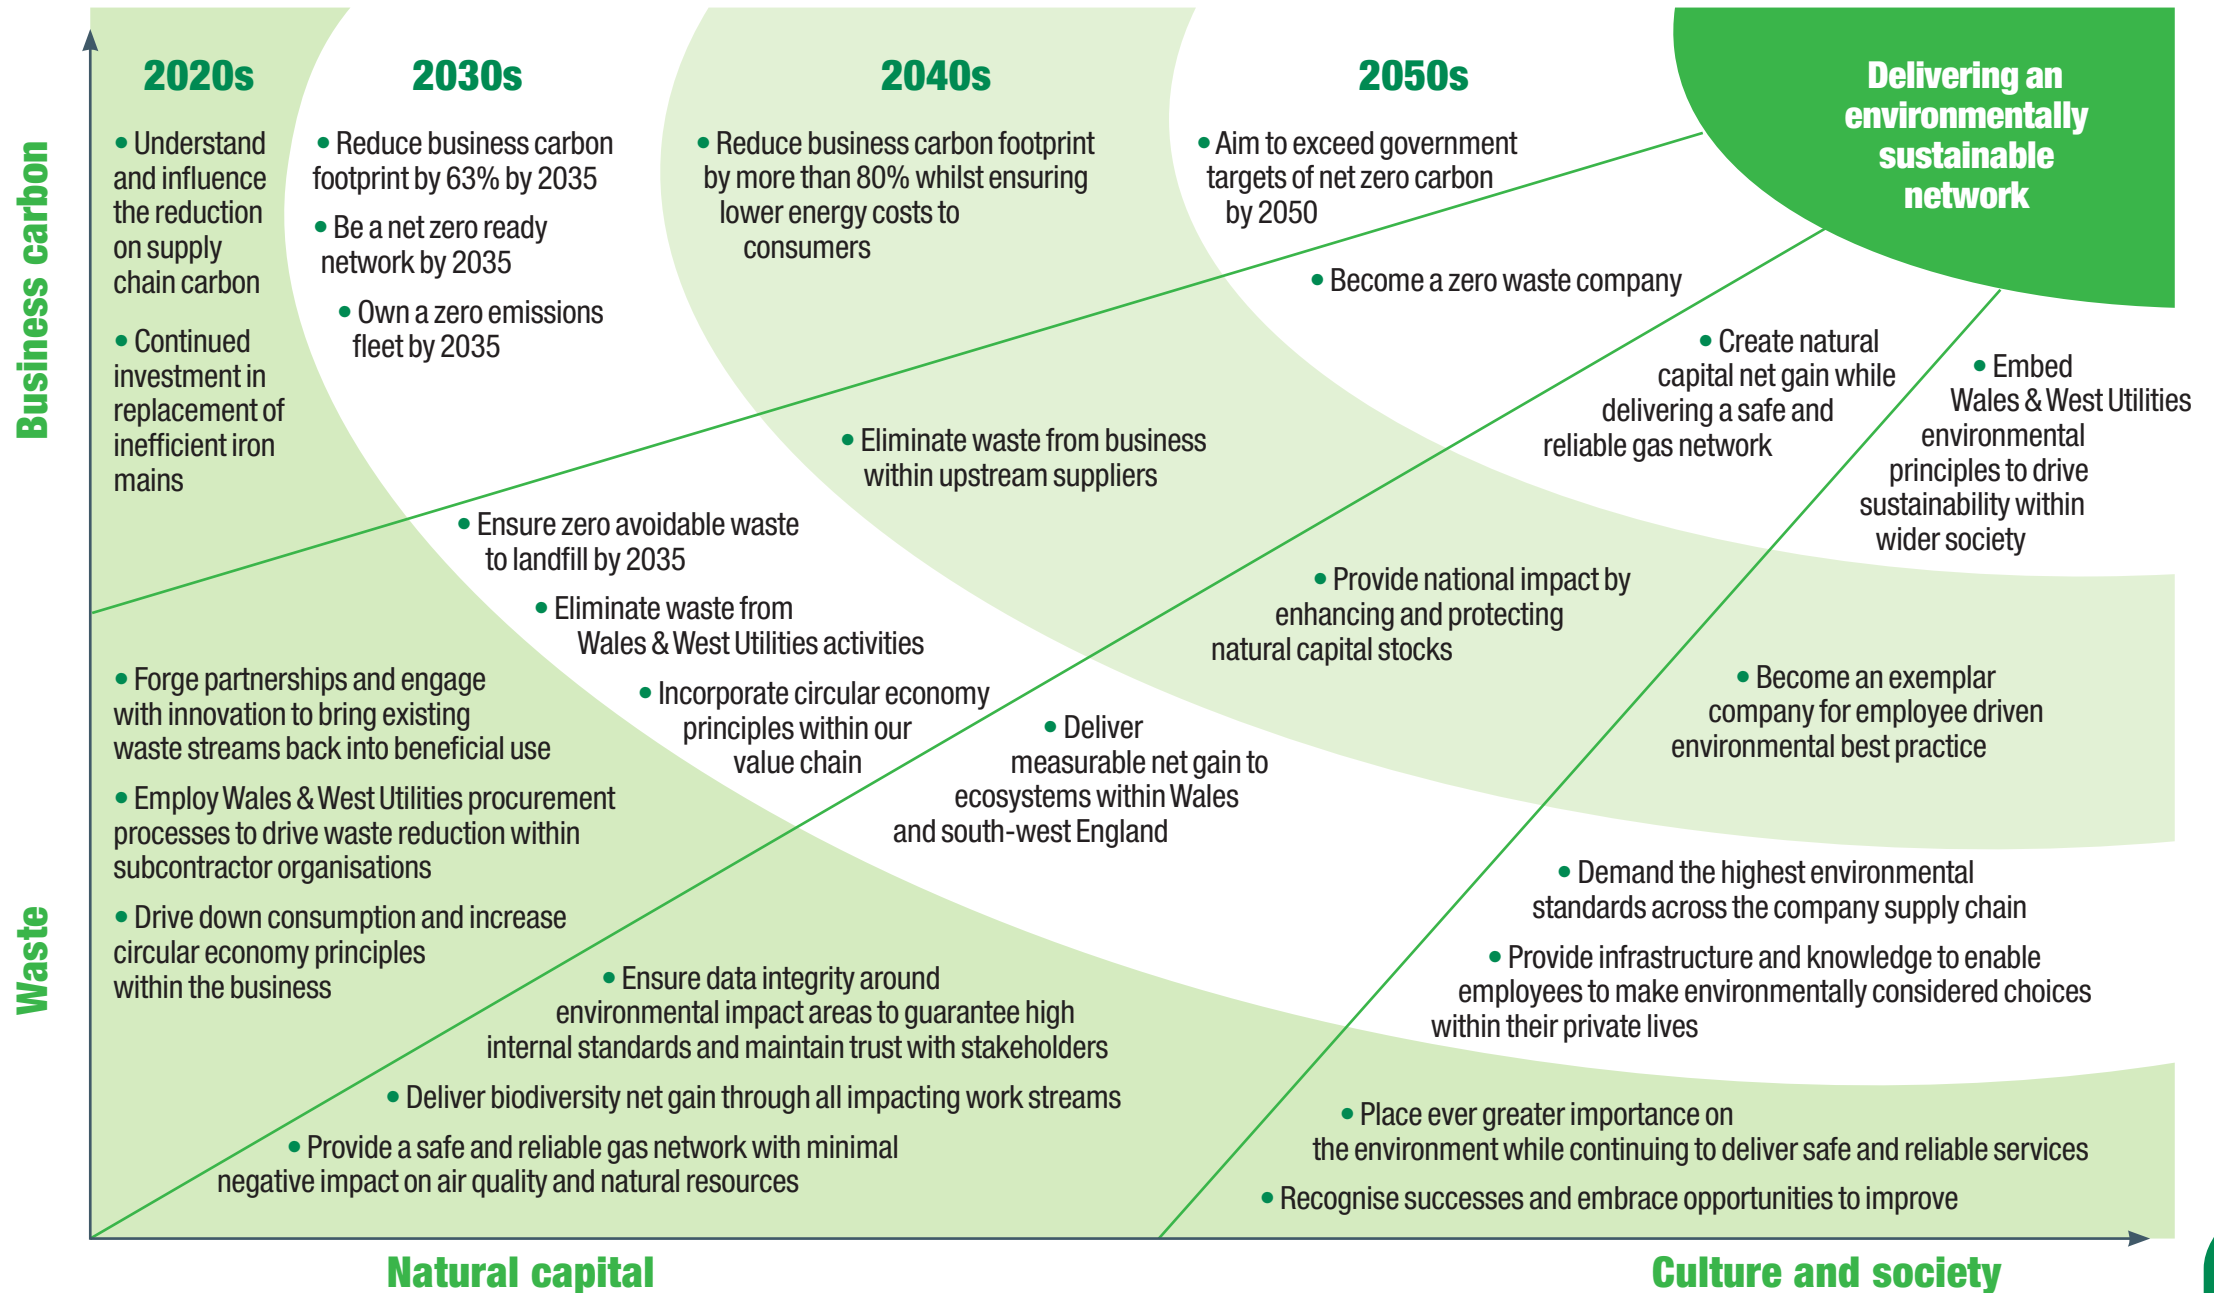 2020s
2030s
2040s
2050s
Delivering an
environmentally
sustainable
network
Business carbon
• Understand
and influence
the reduction
on supply
chain carbon
• Continued
investment in
replacement of
inefficient iron
mains
• Reduce business carbon
footprint by 63% by 2035
• Be a net zero ready
network by 2035
• Own a zero emissions
fleet by 2035
• Reduce business carbon footprint
by more than 80% whilst ensuring
lower energy costs to
consumers
• Aim to exceed government
targets of net zero carbon
by 2050
Waste
• Forge partnerships and engage
with innovation to bring existing
waste streams back into beneficial use
• Employ Wales & West Utilities procurement
processes to drive waste reduction within
subcontractor organisations
• Drive down consumption and increase
circular economy principles
within the business
• Ensure zero avoidable waste
to landfill by 2035
• Eliminate waste from
Wales & West Utilities activities
• Incorporate circular economy
principles within our
value chain
• Eliminate waste from business
within upstream suppliers
• Become a zero waste company
• Ensure data integrity around
environmental impact areas to guarantee high
internal standards and maintain trust with stakeholders
• Deliver biodiversity net gain through all impacting work streams
• Provide a safe and reliable gas network with minimal
negative impact on air quality and natural resources
• Deliver
measurable net gain to
ecosystems within Wales
and south-west England
• Provide national impact by
enhancing and protecting
natural capital stocks
• Create natural
capital net gain while
delivering a safe and
reliable gas network
Natural capital
• Place ever greater importance on
the environment while continuing to deliver safe and reliable services
• Recognise successes and embrace opportunities to improve
• Demand the highest environmental
standards across the company supply chain
• Provide infrastructure and knowledge to enable
employees to make environmentally considered choices
within their private lives
• Become an exemplar
company for employee driven
environmental best practice
• Embed
Wales & West Utilities
environmental
principles to drive
sustainability within
wider society
Culture and society